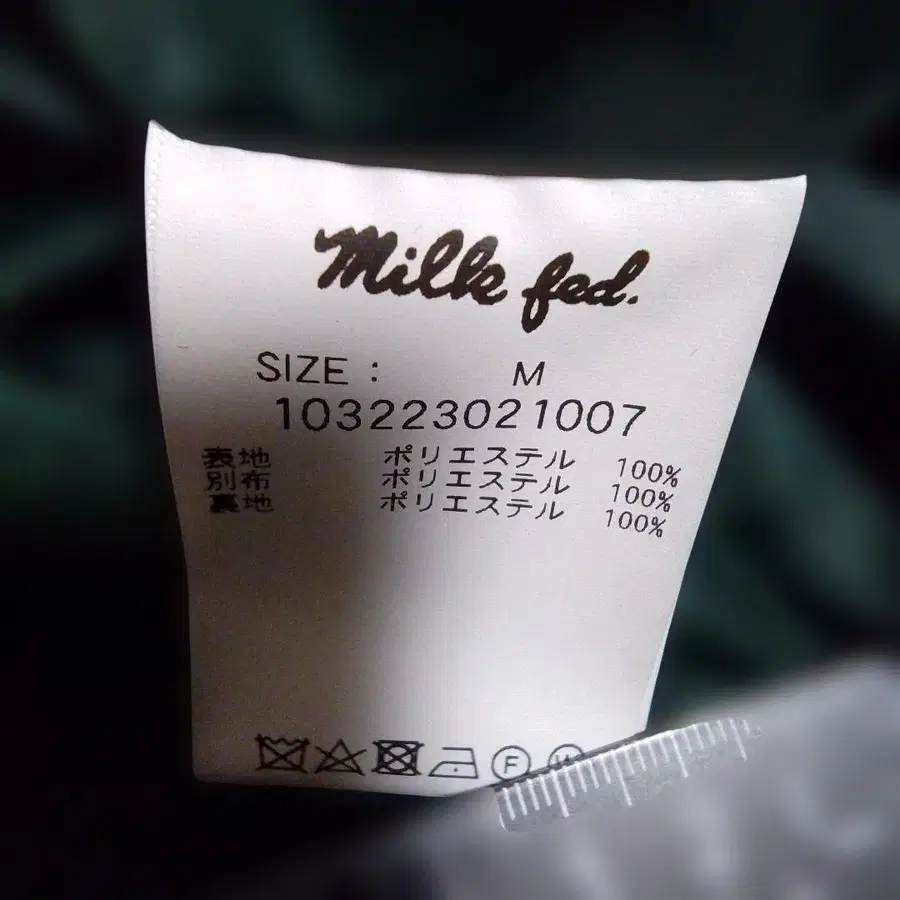 Milk fed.
SIZE : M
103223021007
表地 ポリエステル 100%
別布 ポリエステル 100%
裏地 ポリエステル 100%
F W